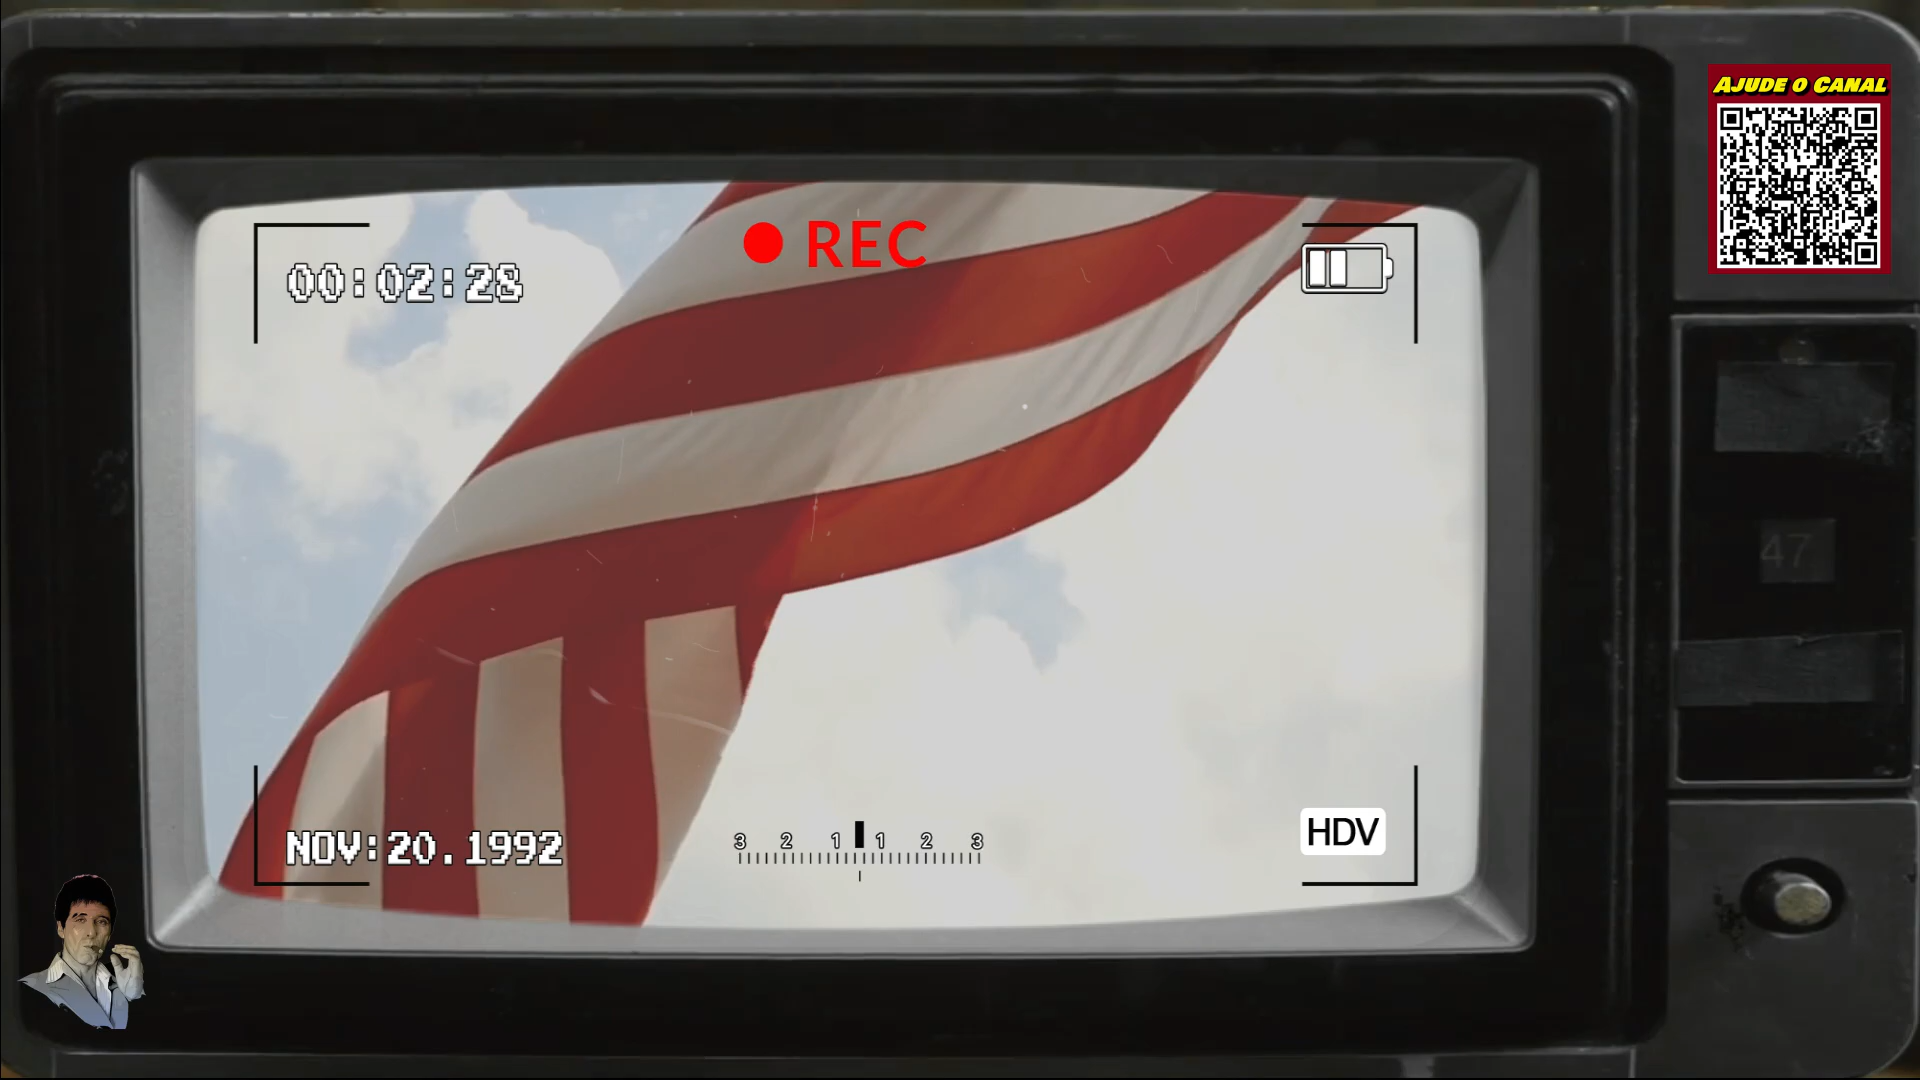 AJUDE O CANAL
REC
00:02:28
47
NOV:20.1992
3 2 1 1 2 3
HDV